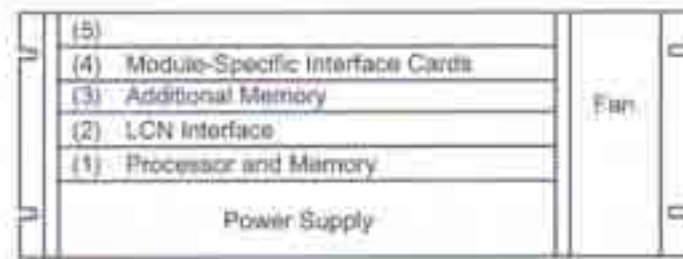 (5)
(4) Module-Specific Interface Cards
(3) Additional Memory
(2) LCN Interface
(1) Processor and Memory
Power Supply
Fan